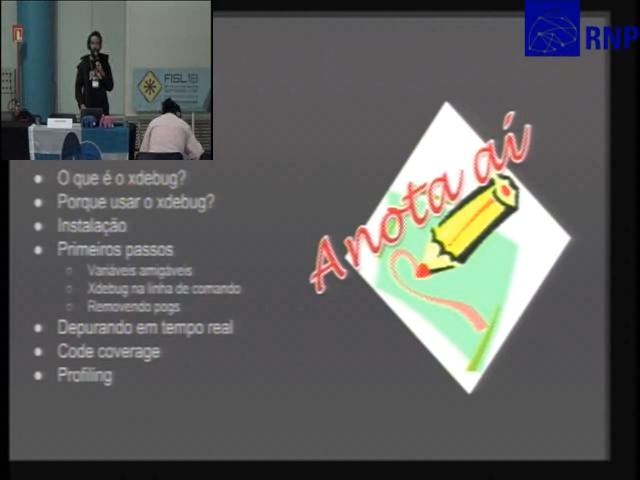 RNP
FISL18
Anota aí
O que é o xdebug?
Porque usar o xdebug?
Instalação
Primeiros passos
Variáveis amigáveis
Xdebug na linha de comando
Removendo pogs
Depurando em tempo real
Code coverage
Profiling